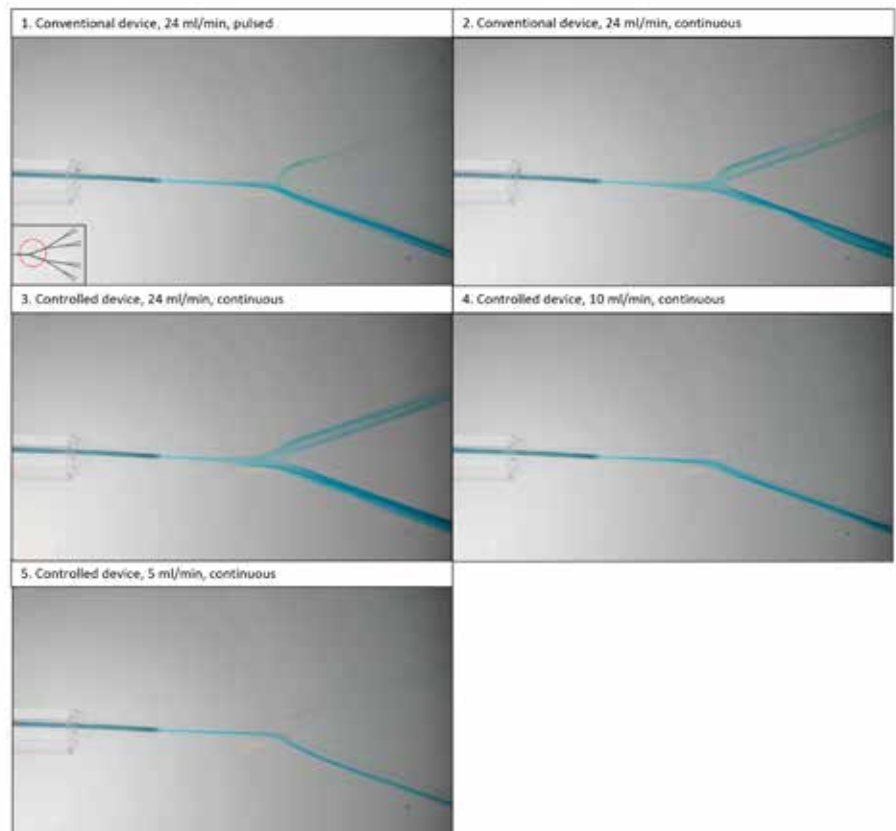 1. Conventional device, 24 ml/min, pulsed
2. Conventional device, 24 ml/min, continuous
3. Controlled device, 24 ml/min, continuous
4. Controlled device, 10 ml/min, continuous
5. Controlled device, 5 ml/min, continuous